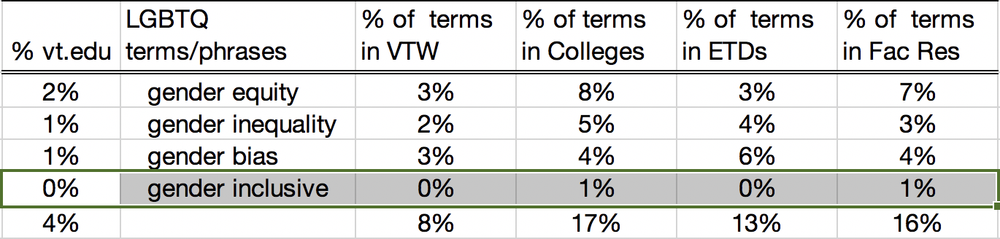 % vt.edu LGBTQ terms/phrases % of terms in VTW % of terms in Colleges % of terms in ETDs % of terms in Fac Res
2% gender equity 3% 8% 3% 7%
1% gender inequality 2% 5% 4% 3%
1% gender bias 3% 4% 6% 4%
0% gender inclusive 0% 1% 0% 1%
4% 8% 17% 13% 16%